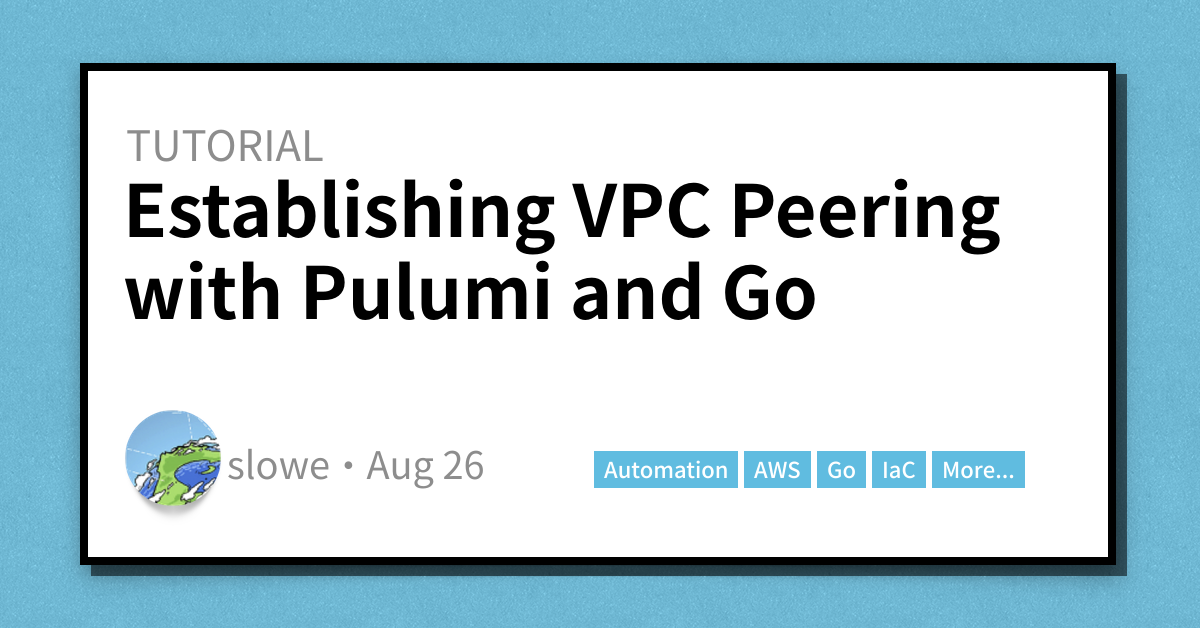 TUTORIAL
Establishing VPC Peering
with Pulumi and Go
slowe • Aug 26
Automation AWS Go IaC More...